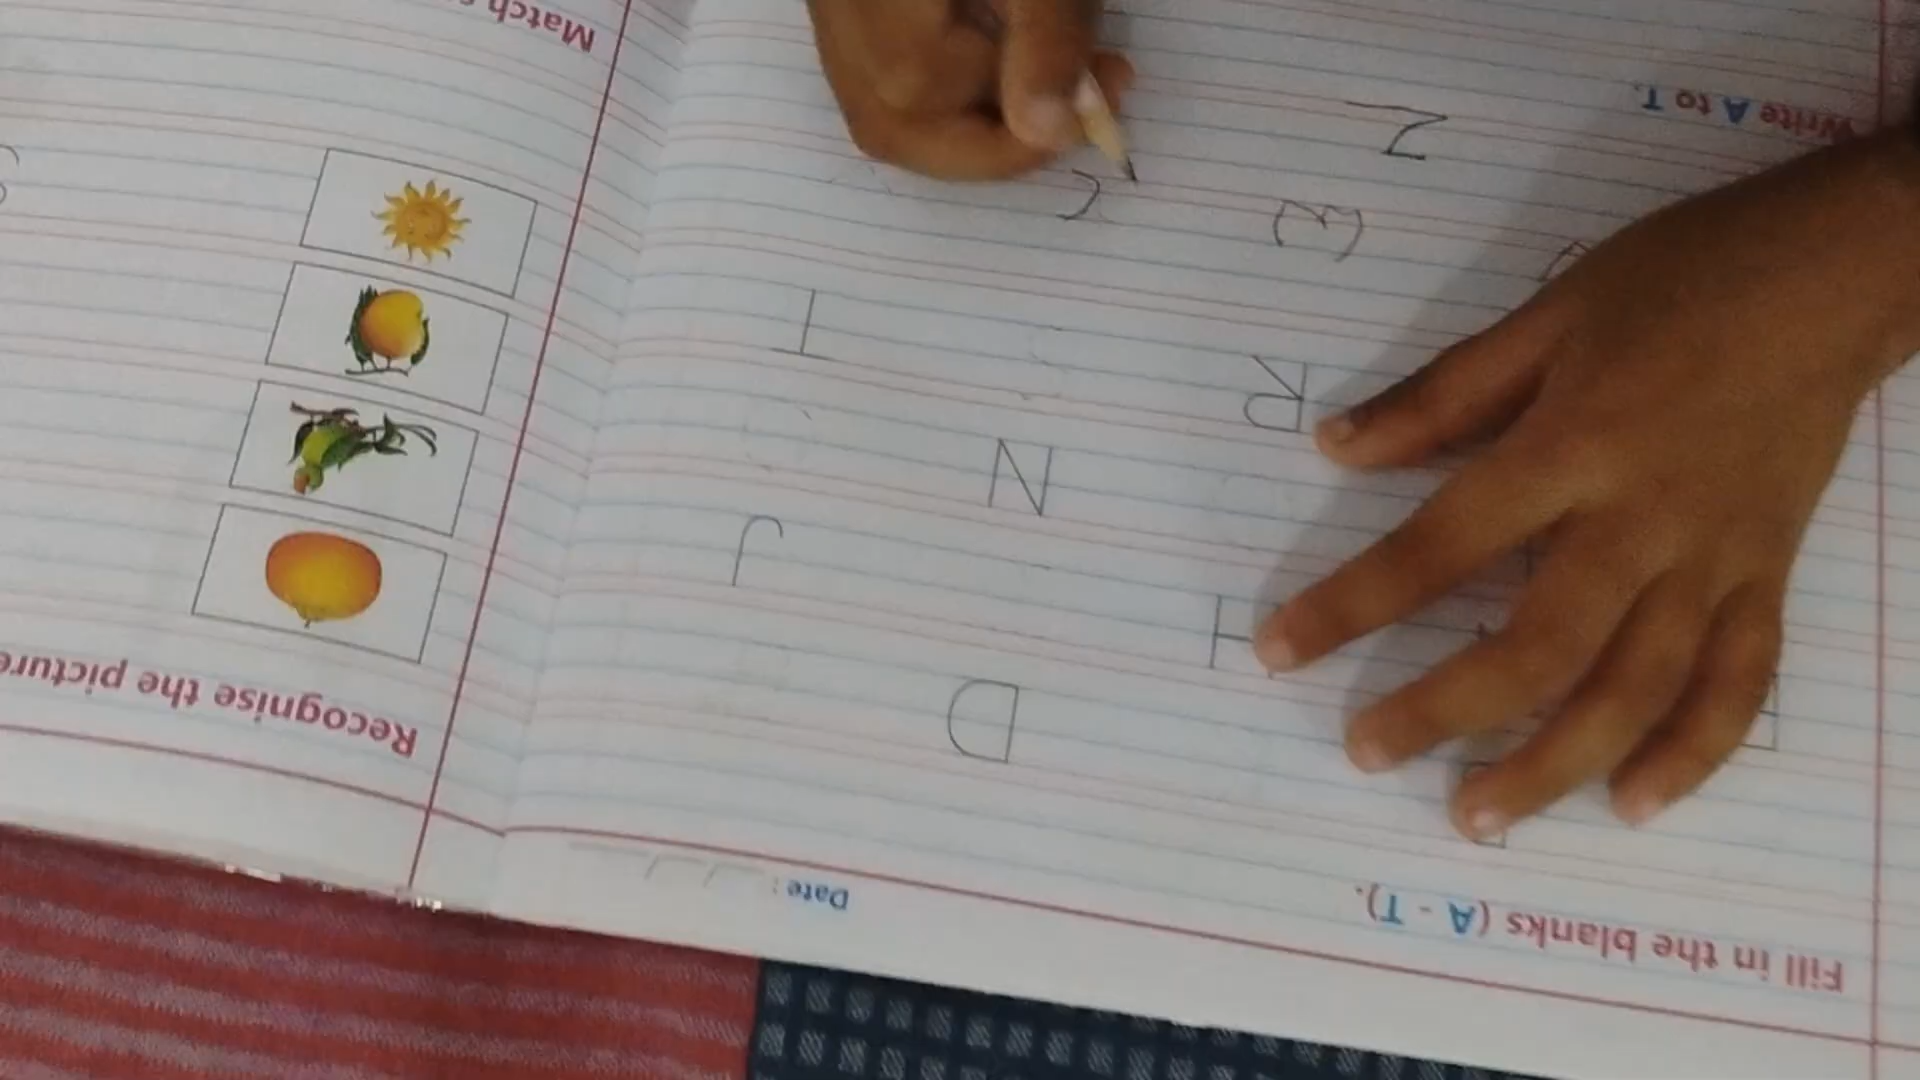 Fill in the blanks (A - T).
Date : / /
D
H J
N
R T
Write A to T.
Recognise the picture
Match